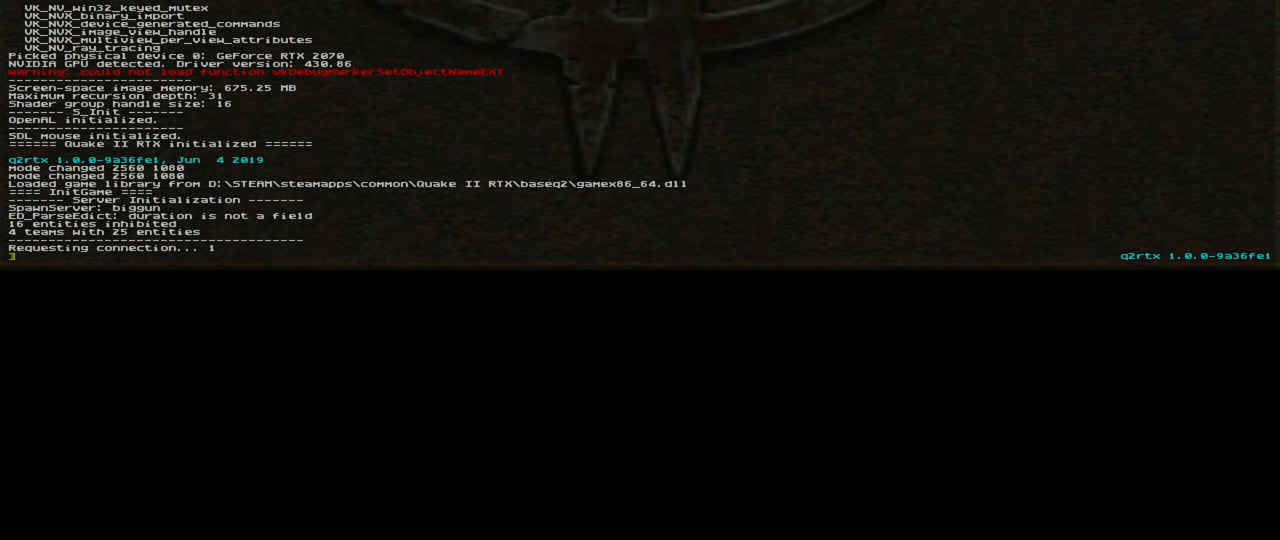 VK_NV_win32_keyed_mutex
VK_NVX_binary_import
VK_NVX_device_generated_commands
VK_NVX_image_view_handle
VK_NVX_multiview_per_view_attributes
VK_NV_ray_tracing
Picked physical device 0: GeForce RTX 2070
NVIDIA GPU detected. Driver version: 430.86
warning: could not load function vkDebugMarkerSetObjectNameEXT
-----------------------
Screen-space image memory: 675.25 MB
Maximum recursion depth: 31
Shader group handle size: 16
------- S_Init -------
OpenAL initialized.
----------------------
SDL mouse initialized.
====== Quake II RTX initialized ======
q2rtx 1.0.0-9a36fe1, Jun  4 2019
mode changed 2560 1080
mode changed 2560 1080
Loaded game library from D:\STEAM\steamapps\common\Quake II RTX\baseq2\gamex86_64.dll
==== InitGame ====
------- Server Initialization -------
SpawnServer: biggun
ED_ParseEdict: duration is not a field
16 entities inhibited
4 teams with 25 entities
-------------------------------------
Requesting connection... 1
]
q2rtx 1.0.0-9a36fe1